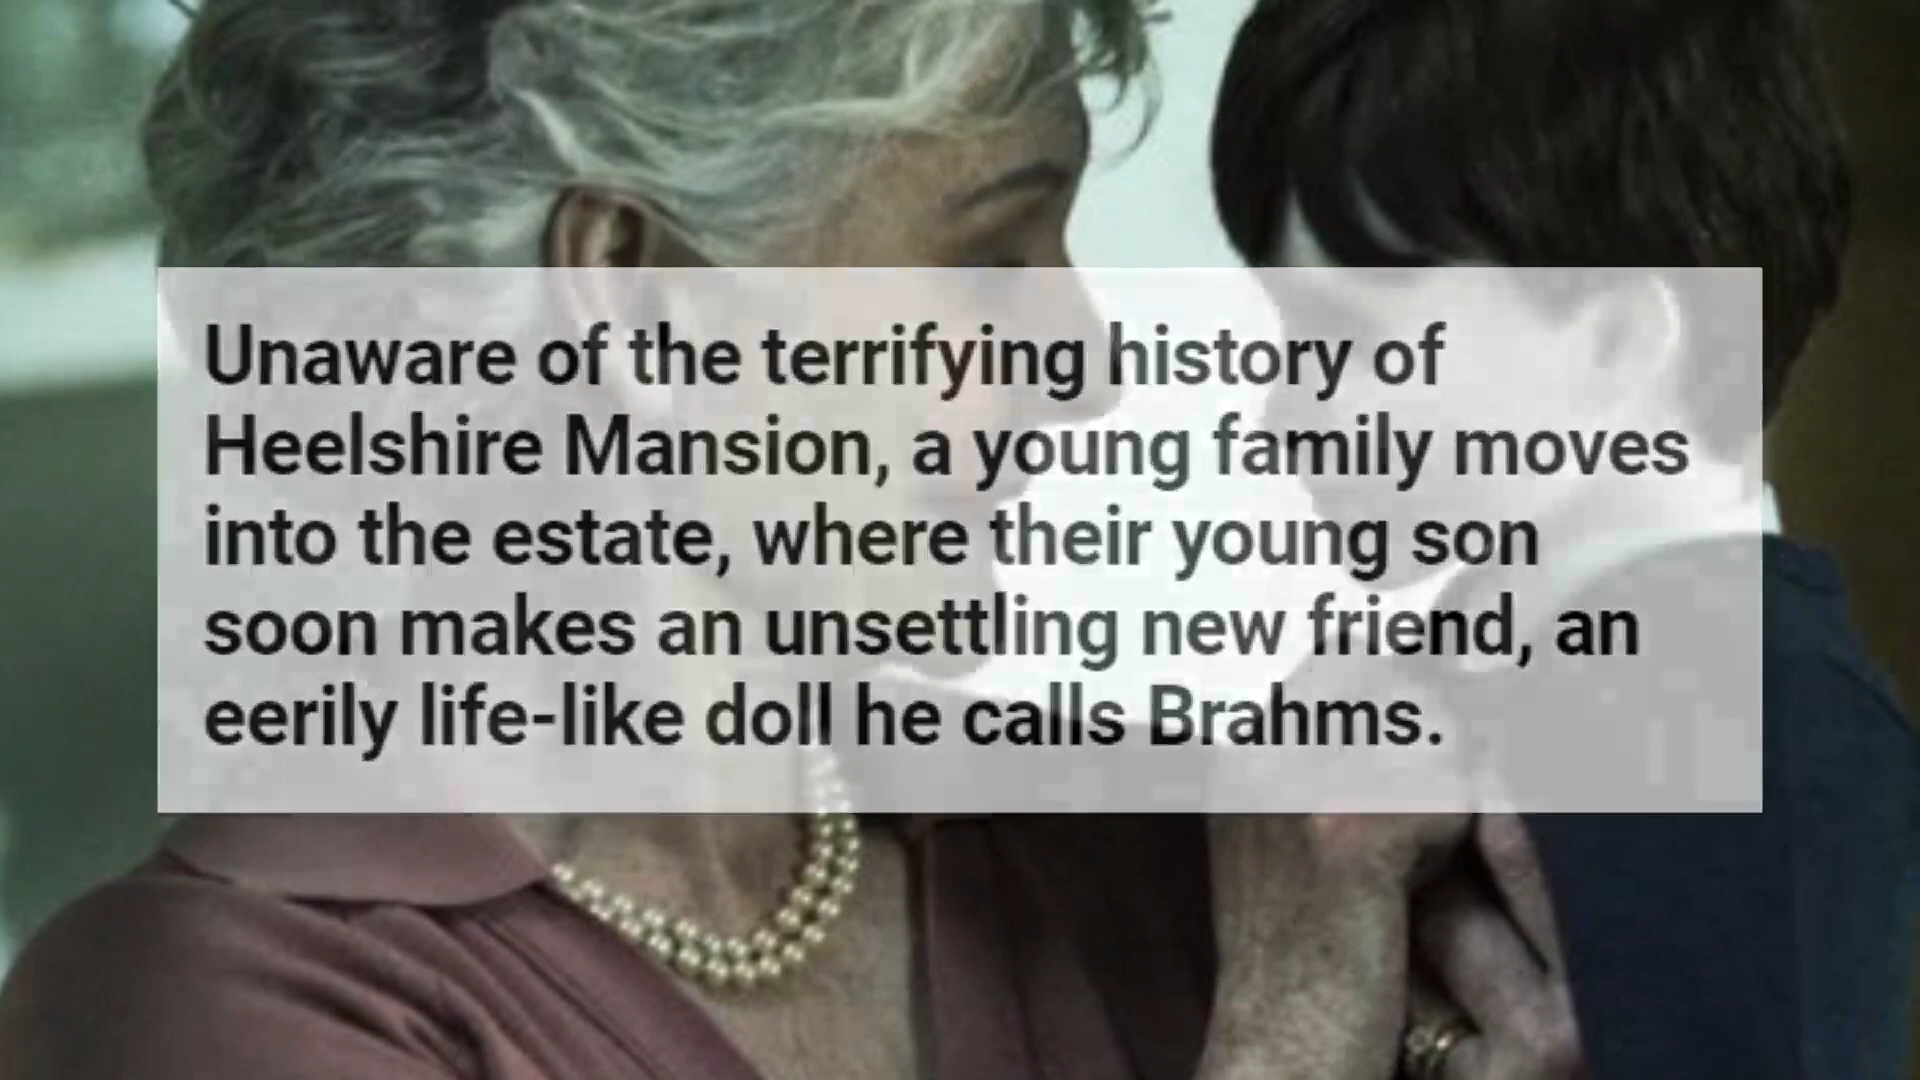 Unaware of the terrifying history of
Heelshire Mansion, a young family moves
into the estate, where their young son
soon makes an unsettling new friend, an
eerily life-like doll he calls Brahms.